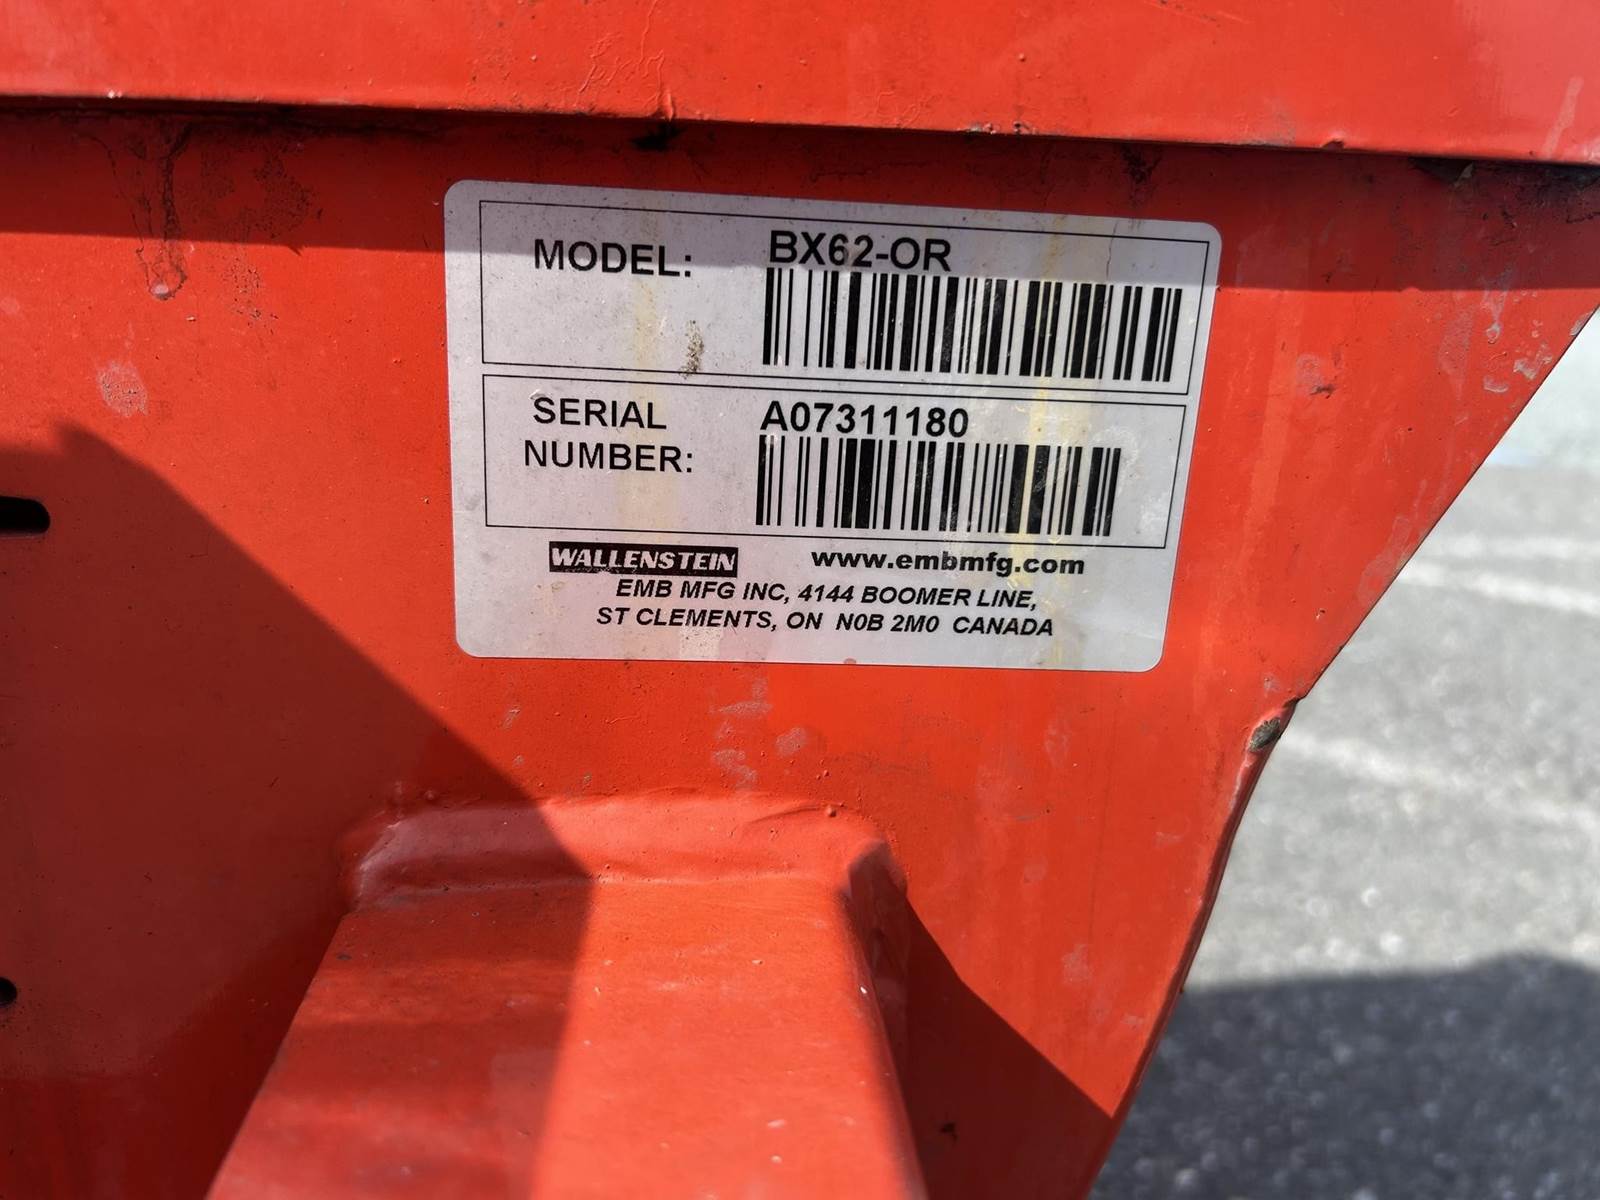 MODEL: BX62-OR
SERIAL A07311180
NUMBER:
WALLENSTEIN www.embmfg.com
EMB MFG INC, 4144 BOOMER LINE,
ST CLEMENTS, ON N0B 2M0 CANADA